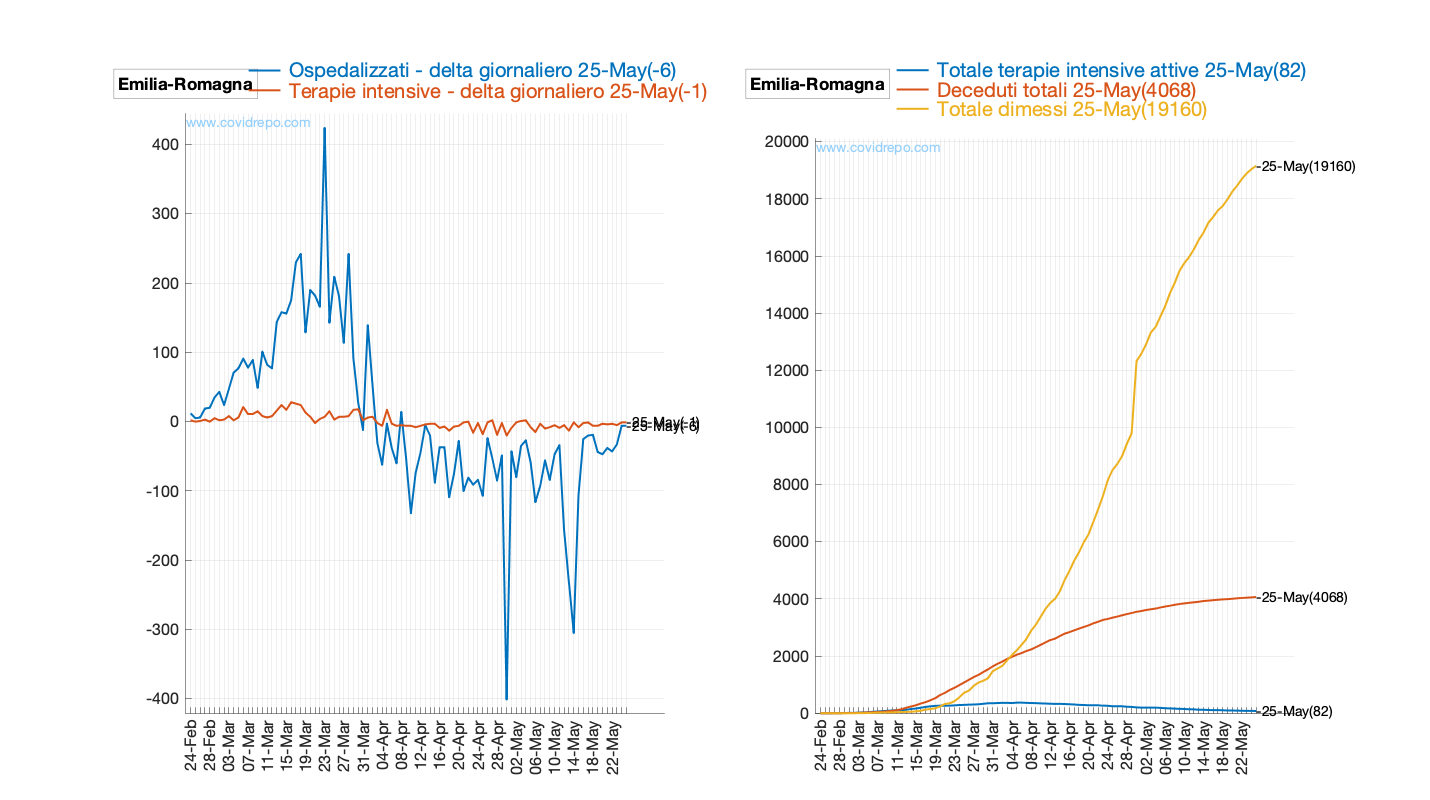 Emilia-Romagna
Ospedalizzati - delta giornaliero 25-May(-6)
Terapie intensive - delta giornaliero 25-May(-1)
www.covidrepo.com
400
300
200
100
0
-100
-200
-300
-400
-25-May(-1)
-25-May(-6)
24-Feb
28-Feb
03-Mar
07-Mar
11-Mar
15-Mar
19-Mar
23-Mar
27-Mar
31-Mar
04-Apr
08-Apr
12-Apr
16-Apr
20-Apr
24-Apr
28-Apr
02-May
06-May
10-May
14-May
18-May
22-May
Emilia-Romagna
Totale terapie intensive attive 25-May(82)
Deceduti totali 25-May(4068)
Totale dimessi 25-May(19160)
www.covidrepo.com
20000
18000
16000
14000
12000
10000
8000
6000
4000
2000
0
-25-May(19160)
-25-May(4068)
-25-May(82)
24-Feb
28-Feb
03-Mar
07-Mar
11-Mar
15-Mar
19-Mar
23-Mar
27-Mar
31-Mar
04-Apr
08-Apr
12-Apr
16-Apr
20-Apr
24-Apr
28-Apr
02-May
06-May
10-May
14-May
18-May
22-May